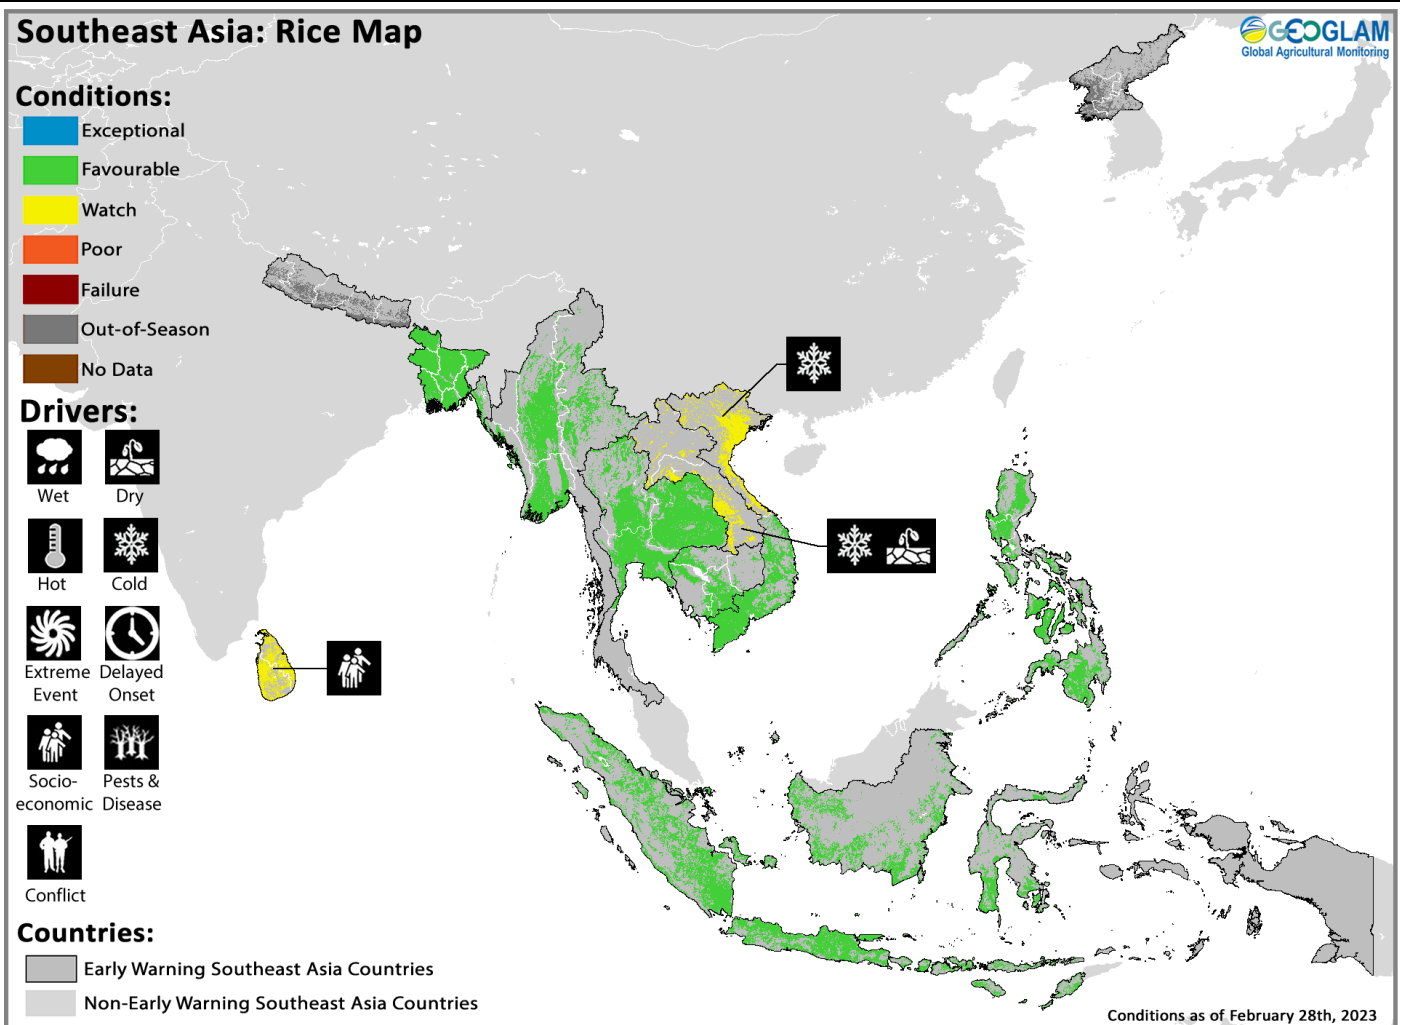 Southeast Asia: Rice Map
GEOGLAM
Global Agricultural Monitoring
Conditions:
Exceptional
Favourable
Watch
Poor
Failure
Out-of-Season
No Data
Drivers:
Wet
Dry
Hot
Cold
Extreme
Event
Delayed
Onset
Socio-
economic
Pests &
Disease
Conflict
Countries:
Early Warning Southeast Asia Countries
Non-Early Warning Southeast Asia Countries
Conditions as of February 28th, 2023